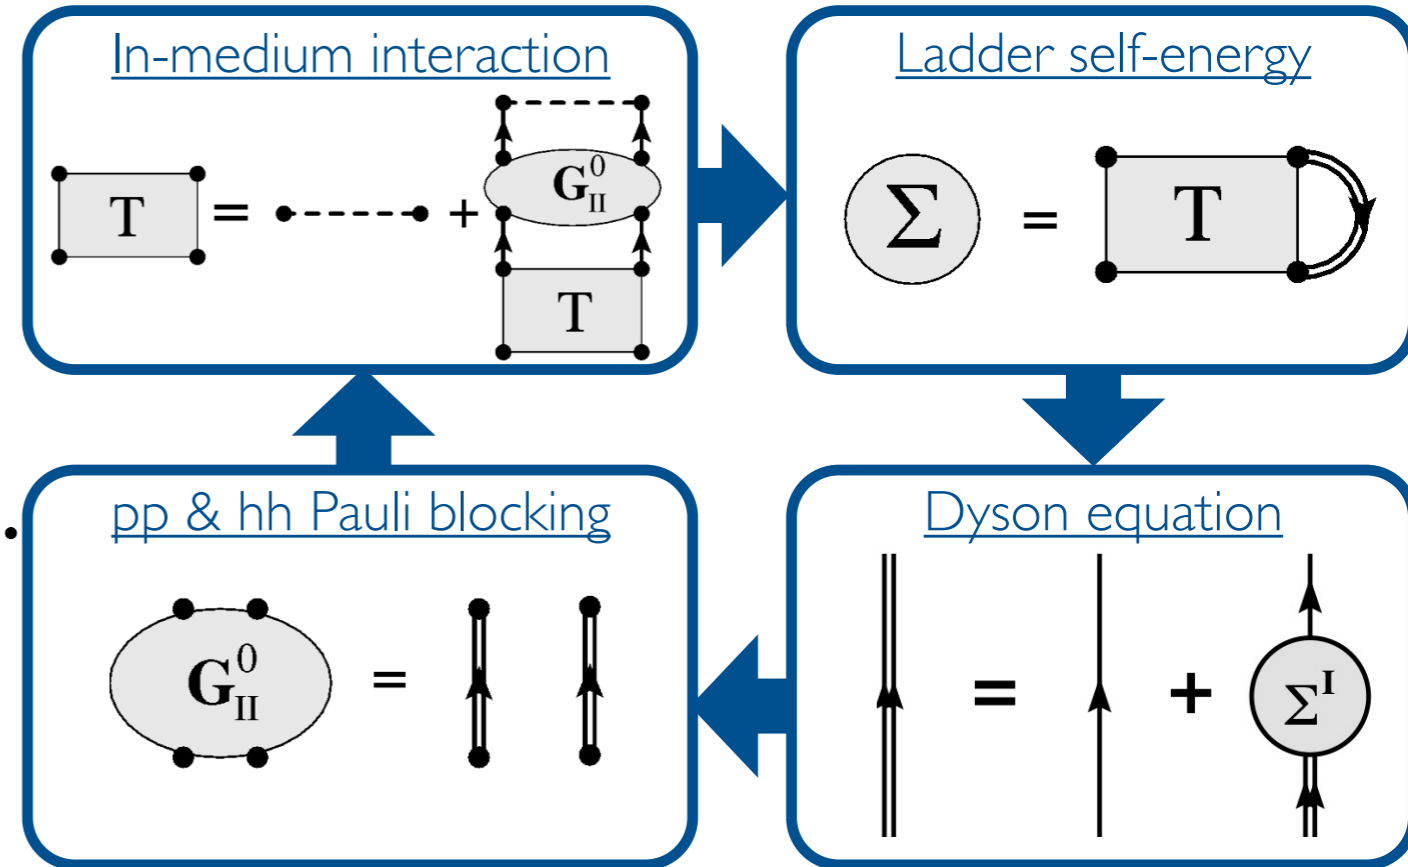 In-medium interaction
T = + G⁰II
T
Ladder self-energy
Σ = T
pp & hh Pauli blocking
G⁰II =
Dyson equation
= + Σᴵ